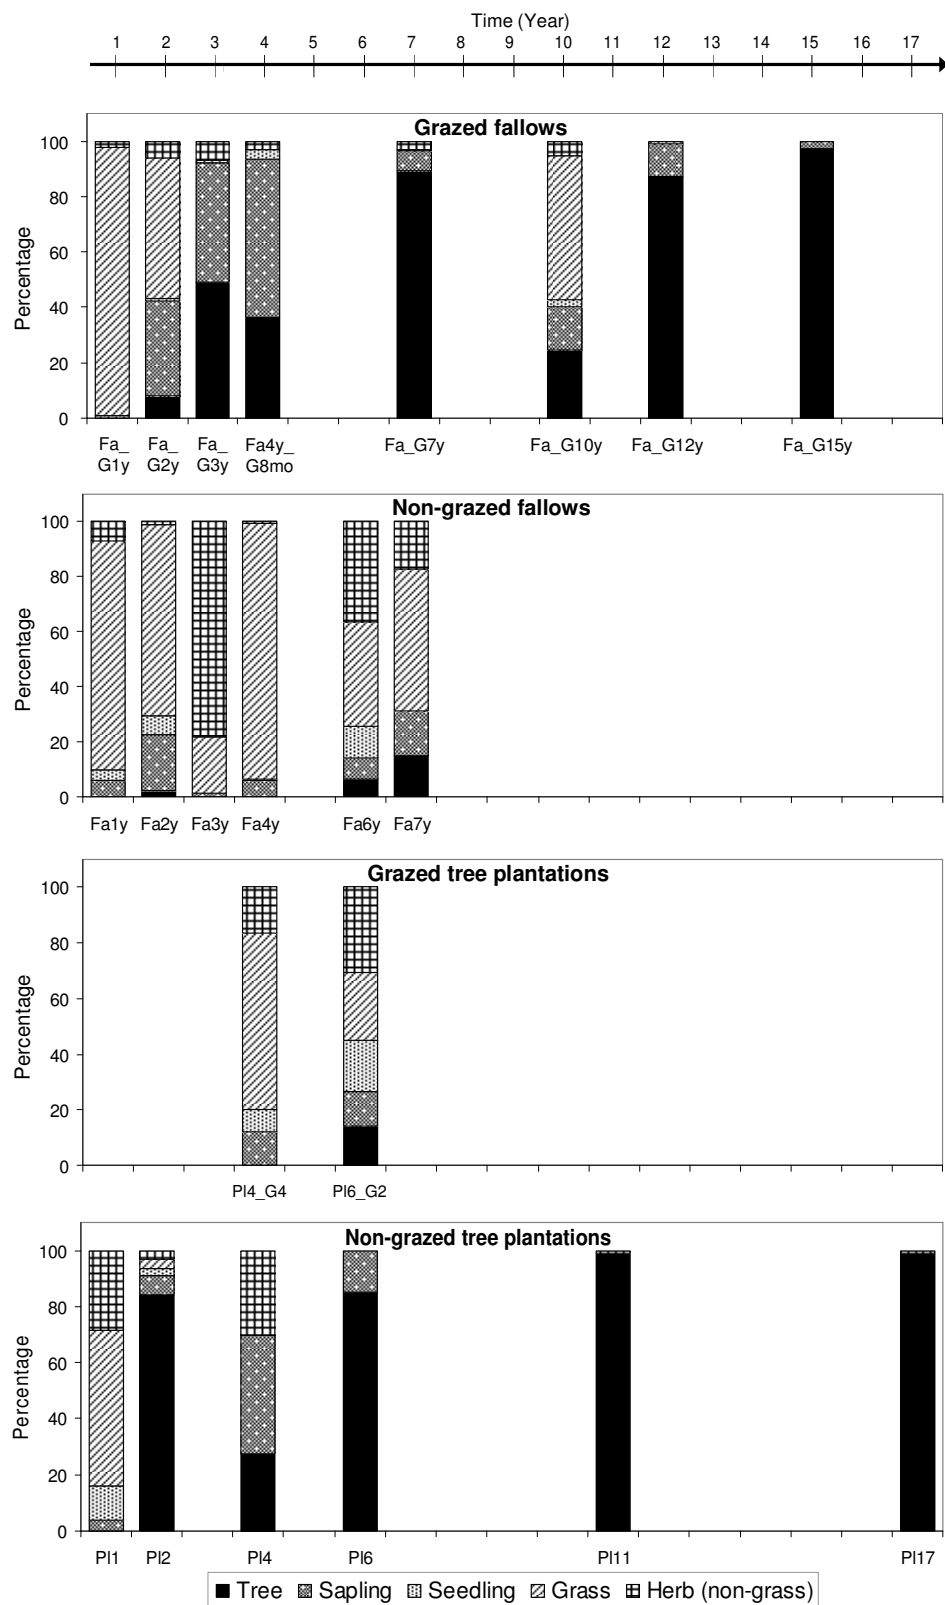 Time (Year)
1 2 3 4 5 6 7 8 9 10 11 12 13 14 15 16 17
Grazed fallows
Percentage
100
80
60
40
20
0
Fa_ Fa_ Fa_ Fa4y_ Fa_G7y Fa_G10y Fa_G12y Fa_G15y
G1y G2y G3y G8mo
Non-grazed fallows
Percentage
100
80
60
40
20
0
Fa1y Fa2y Fa3y Fa4y Fa6y Fa7y
Grazed tree plantations
Percentage
100
80
60
40
20
0
Pl4_G4 Pl6_G2
Non-grazed tree plantations
Percentage
100
80
60
40
20
0
Pl1 Pl2 Pl4 Pl6 Pl11 Pl17
Tree Sapling Seedling Grass Herb (non-grass)